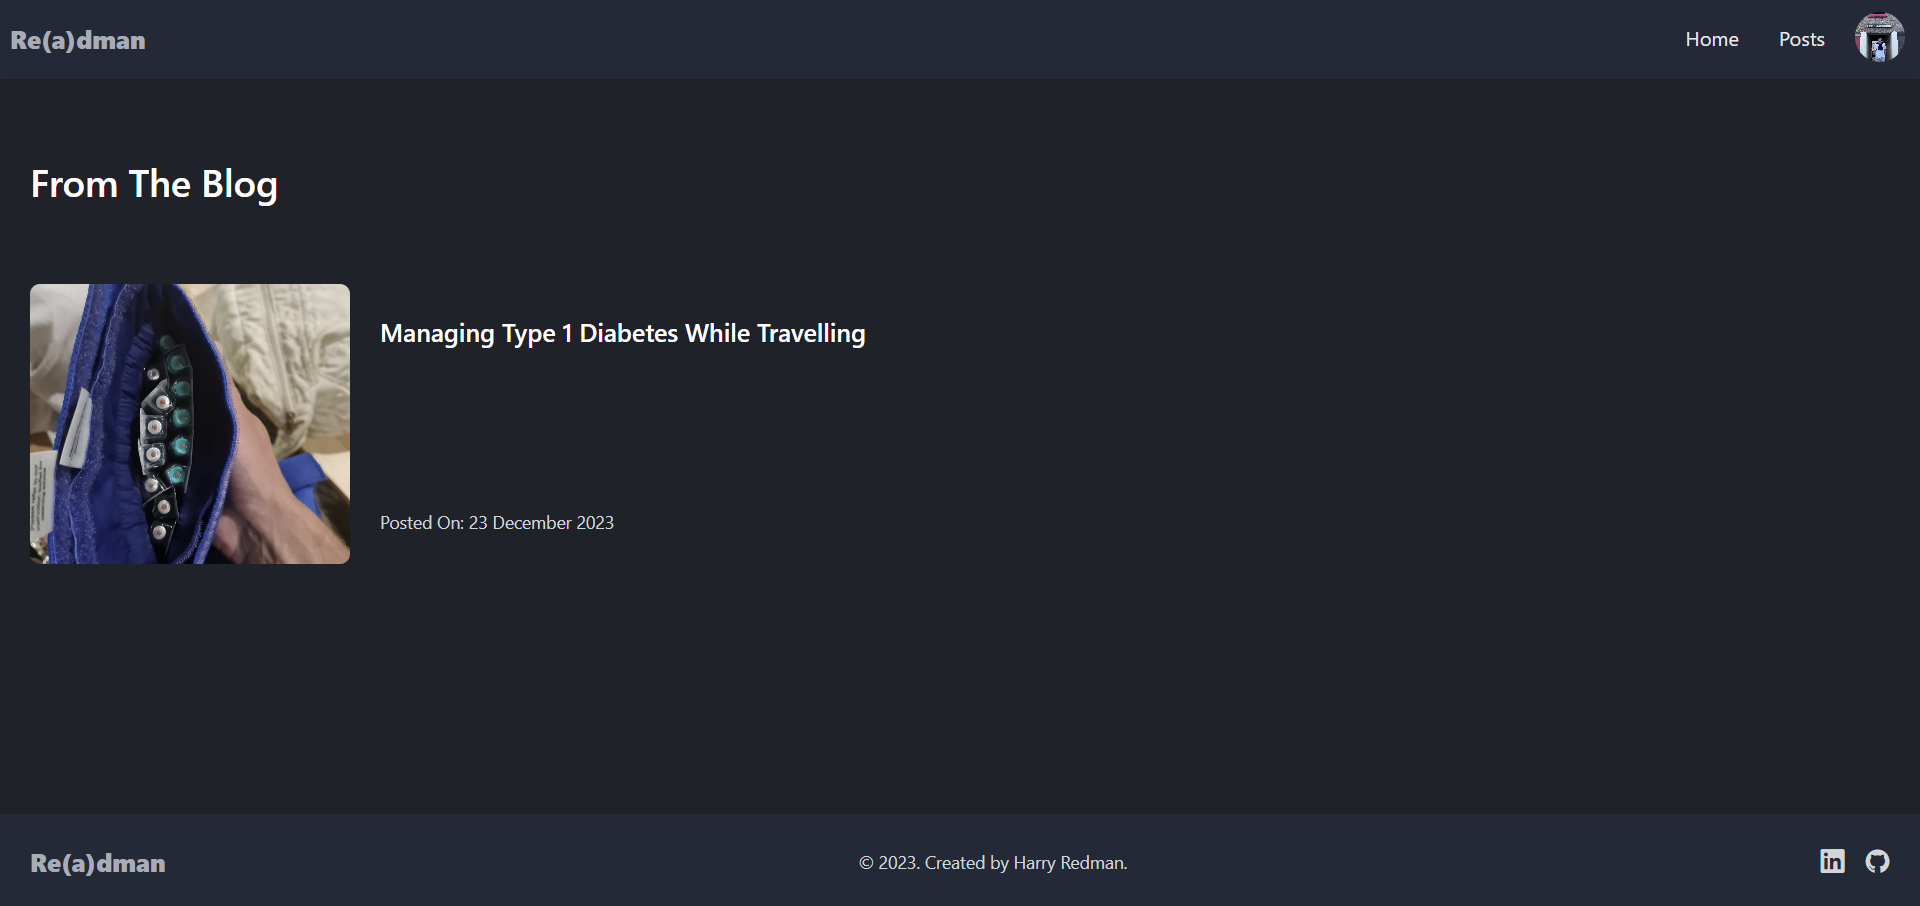 Re(a)dman
Home
Posts
From The Blog
Managing Type 1 Diabetes While Travelling
Posted On: 23 December 2023
Re(a)dman
© 2023. Created by Harry Redman.
in